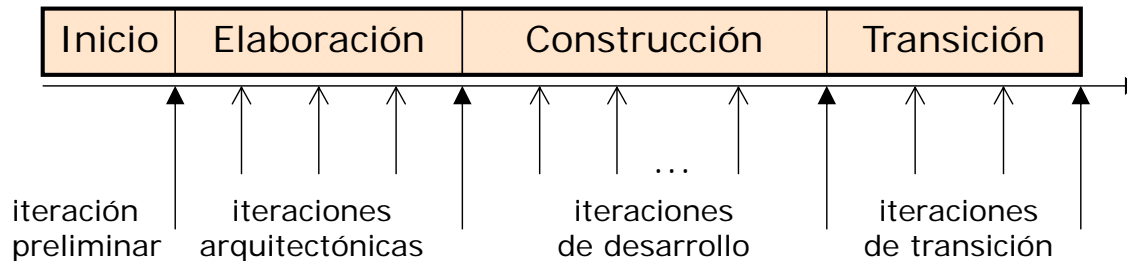 Inicio Elaboración Construcción Transición
...
iteración iteraciones iteraciones iteraciones
preliminar arquitectónicas de desarrollo de transición